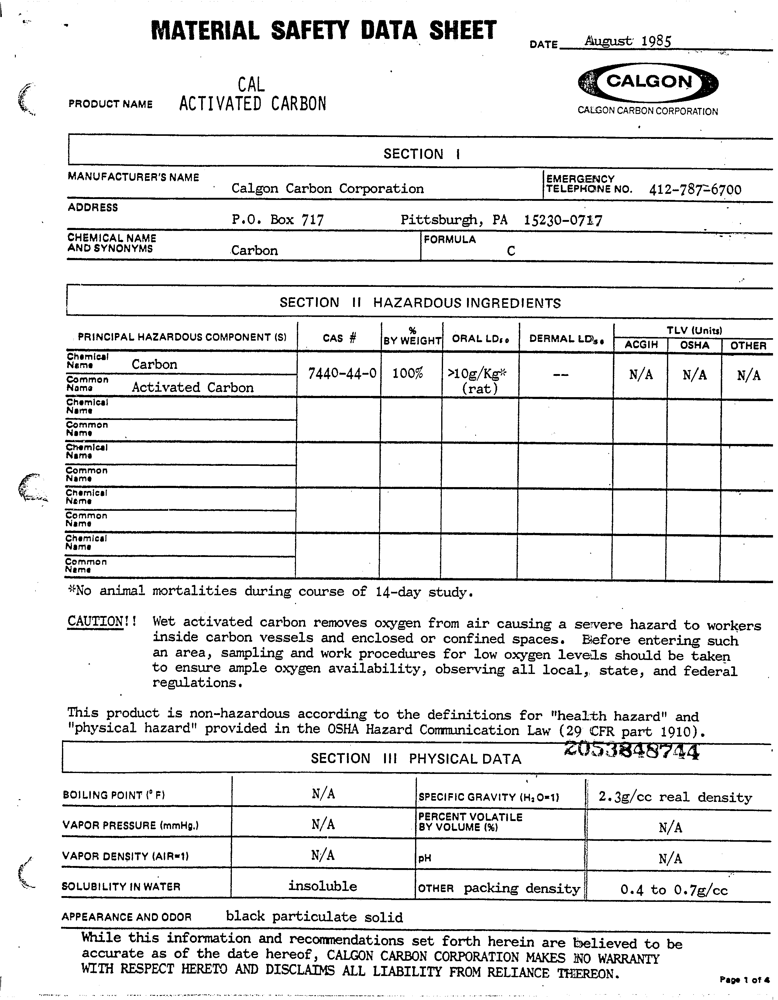 MATERIAL SAFETY DATA SHEET
DATE August 1985
CALGON
CALGON CARBON CORPORATION
PRODUCT NAME CAL
ACTIVATED CARBON
SECTION I
MANUFACTURER'S NAME Calgon Carbon Corporation
EMERGENCY
TELEPHONE NO. 412-787-6700
ADDRESS P.O. Box 717 Pittsburgh, PA 15230-0717
CHEMICAL NAME
AND SYNONYMS Carbon
FORMULA C
SECTION II HAZARDOUS INGREDIENTS
PRINCIPAL HAZARDOUS COMPONENT (S) CAS # % BY WEIGHT ORAL LD₅₀ DERMAL LD₅₀ TLV (Units)
ACGIH OSHA OTHER
Chemical Name Carbon
7440-44-0 100% >10g/Kg* (rat) -- N/A N/A N/A
Common Name Activated Carbon
Chemical Name
Common Name
Chemical Name
Common Name
Chemical Name
Common Name
Chemical Name
Common Name
*No animal mortalities during course of 14-day study.
CAUTION!! Wet activated carbon removes oxygen from air causing a severe hazard to workers
inside carbon vessels and enclosed or confined spaces. Before entering such
an area, sampling and work procedures for low oxygen levels should be taken
to ensure ample oxygen availability, observing all local, state, and federal
regulations.
This product is non-hazardous according to the definitions for "health hazard" and
"physical hazard" provided in the OSHA Hazard Communication Law (29 CFR part 1910).
2053848744
SECTION III PHYSICAL DATA
BOILING POINT (° F) N/A SPECIFIC GRAVITY (H₂O=1) 2.3g/cc real density
VAPOR PRESSURE (mmHg.) N/A PERCENT VOLATILE BY VOLUME (%) N/A
VAPOR DENSITY (AIR=1) N/A pH N/A
SOLUBILITY IN WATER insoluble OTHER packing density 0.4 to 0.7g/cc
APPEARANCE AND ODOR black particulate solid
While this information and recommendations set forth herein are believed to be
accurate as of the date hereof, CALGON CARBON CORPORATION MAKES NO WARRANTY
WITH RESPECT HERETO AND DISCLAIMS ALL LIABILITY FROM RELIANCE THEREON.
Page 1 of 4